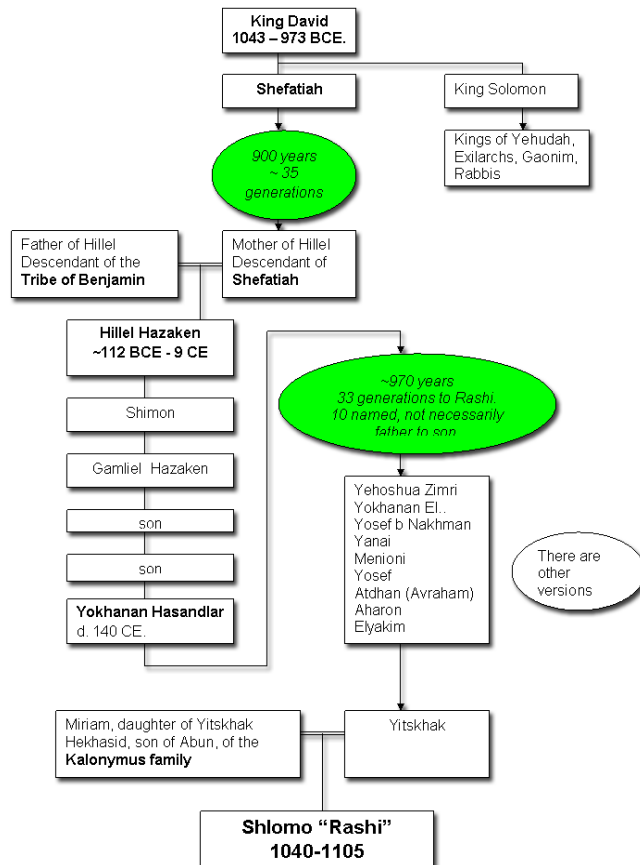 King David
1043 – 973 BCE.
Shefatiah
King Solomon
900 years
~ 35
generations
Kings of Yehudah,
Exilarchs, Gaonim,
Rabbis
Father of Hillel
Descendant of the
Tribe of Benjamin
Mother of Hillel
Descendant of
Shefatiah
Hillel Hazaken
~112 BCE - 9 CE
Shimon
Gamliel Hazaken
son
son
Yokhanan Hasandlar
d. 140 CE.
~970 years
33 generations to Rashi.
10 named, not necessarily
father to son
Yehoshua Zimri
Yokhanan El..
Yosef b Nakhman
Yanai
Menioni
Yosef
Atdhan (Avraham)
Aharon
Elyakim
There are
other
versions
Miriam, daughter of Yitskhak
Hekhasid, son of Abun, of the
Kalonymus family
Yitskhak
Shlomo “Rashi”
1040-1105